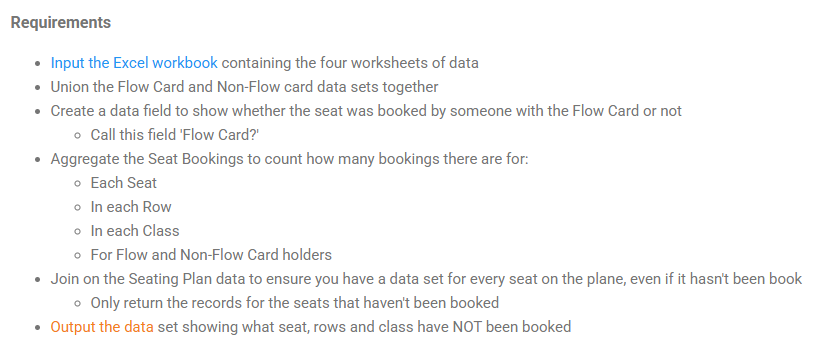 Requirements
• Input the Excel workbook containing the four worksheets of data
• Union the Flow Card and Non-Flow card data sets together
• Create a data field to show whether the seat was booked by someone with the Flow Card or not
◦ Call this field 'Flow Card?'
• Aggregate the Seat Bookings to count how many bookings there are for:
◦ Each Seat
◦ In each Row
◦ In each Class
◦ For Flow and Non-Flow Card holders
• Join on the Seating Plan data to ensure you have a data set for every seat on the plane, even if it hasn't been book
◦ Only return the records for the seats that haven't been booked
• Output the data set showing what seat, rows and class have NOT been booked